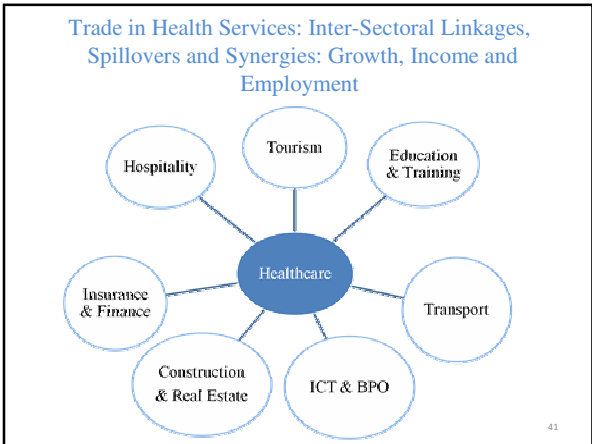 Trade in Health Services: Inter-Sectoral Linkages,
Spillovers and Synergies: Growth, Income and
Employment
Tourism
Hospitality
Education
& Training
Healthcare
Insurance
& Finance
Transport
Construction
& Real Estate
ICT & BPO
41